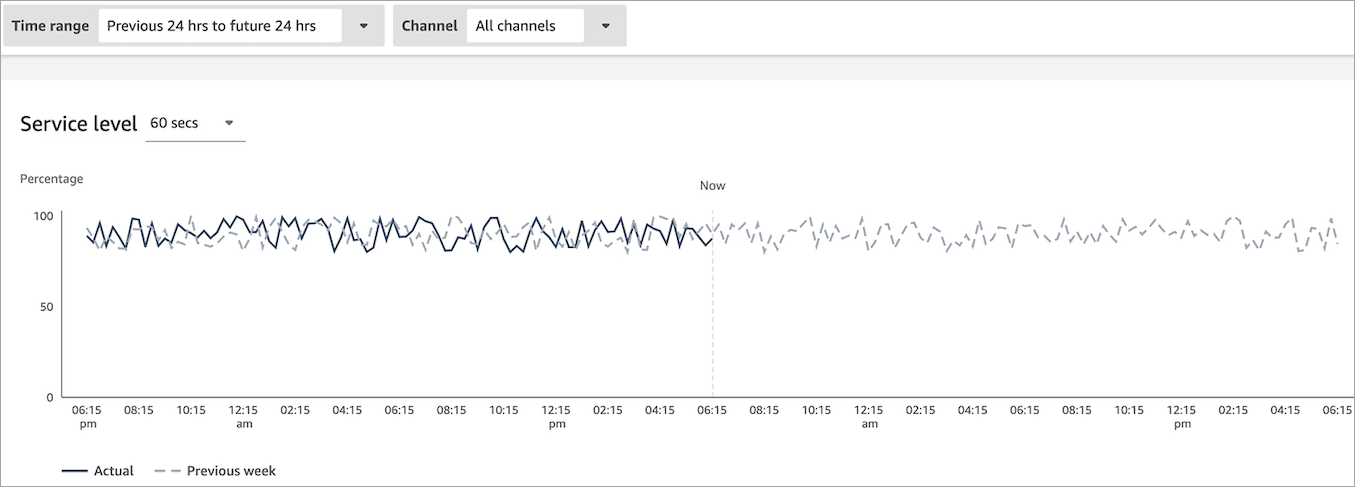 Time range Previous 24 hrs to future 24 hrs Channel All channels
Service level 60 secs
Percentage
Now
100
50
0
06:15 08:15 10:15 12:15 02:15 04:15 06:15 08:15 10:15 12:15 02:15 04:15 06:15 08:15 10:15 12:15 02:15 04:15 06:15 08:15 10:15 12:15 02:15 04:15 06:15
pm am pm am pm
Actual Previous week